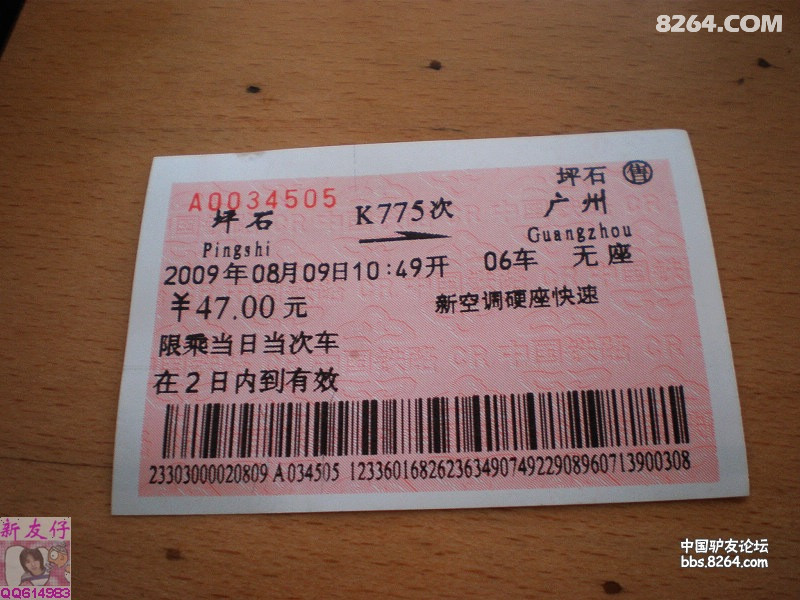 8264.COM
坪石 售
A0034505
坪石 K775次 广州
Pingshi Guangzhou
2009年08月09日10:49开 06车 无座
￥47.00元 新空调硬座快速
限乘当日当次车
在2日内到有效
23303000020809 A034505 1233601682623634907492290896071390​0308
新友仔
QQ614983
中国驴友论坛
bbs.8264.com